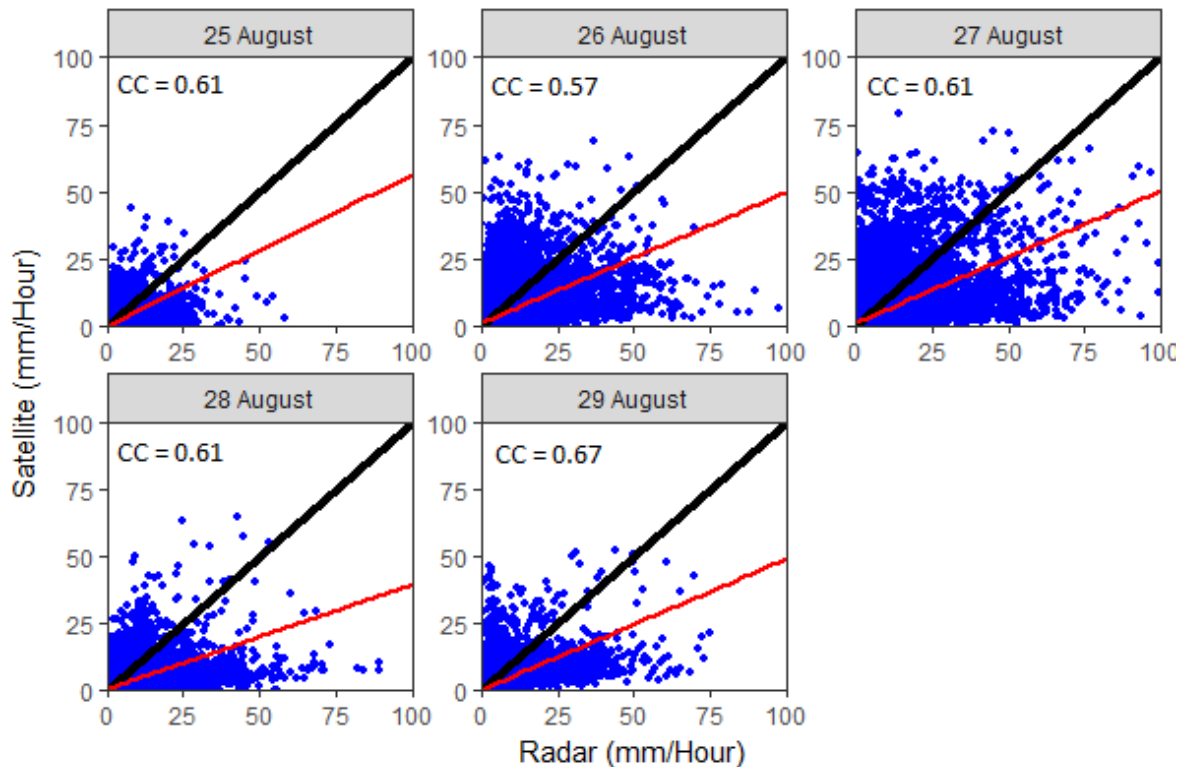 25 August
26 August
27 August
CC = 0.61
CC = 0.57
CC = 0.61
100
75
50
25
0
100
75
50
25
0
100
75
50
25
0
0 25 50 75 100
0 25 50 75 100
0 25 50 75 100
28 August
29 August
CC = 0.61
CC = 0.67
100
75
50
25
0
100
75
50
25
0
0 25 50 75 100
0 25 50 75 100
Satellite (mm/Hour)
Radar (mm/Hour)